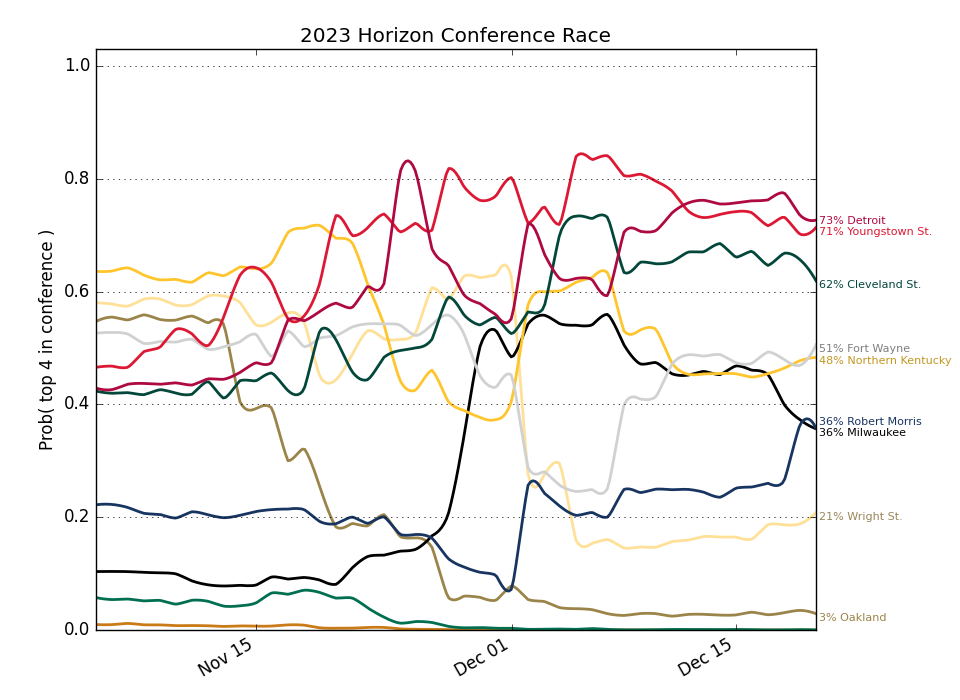 2023 Horizon Conference Race
Prob( top 4 in conference )
1.0
0.8
0.6
0.4
0.2
0.0
Nov 15
Dec 01
Dec 15
73% Detroit
71% Youngstown St.
62% Cleveland St.
51% Fort Wayne
48% Northern Kentucky
36% Robert Morris
36% Milwaukee
21% Wright St.
3% Oakland